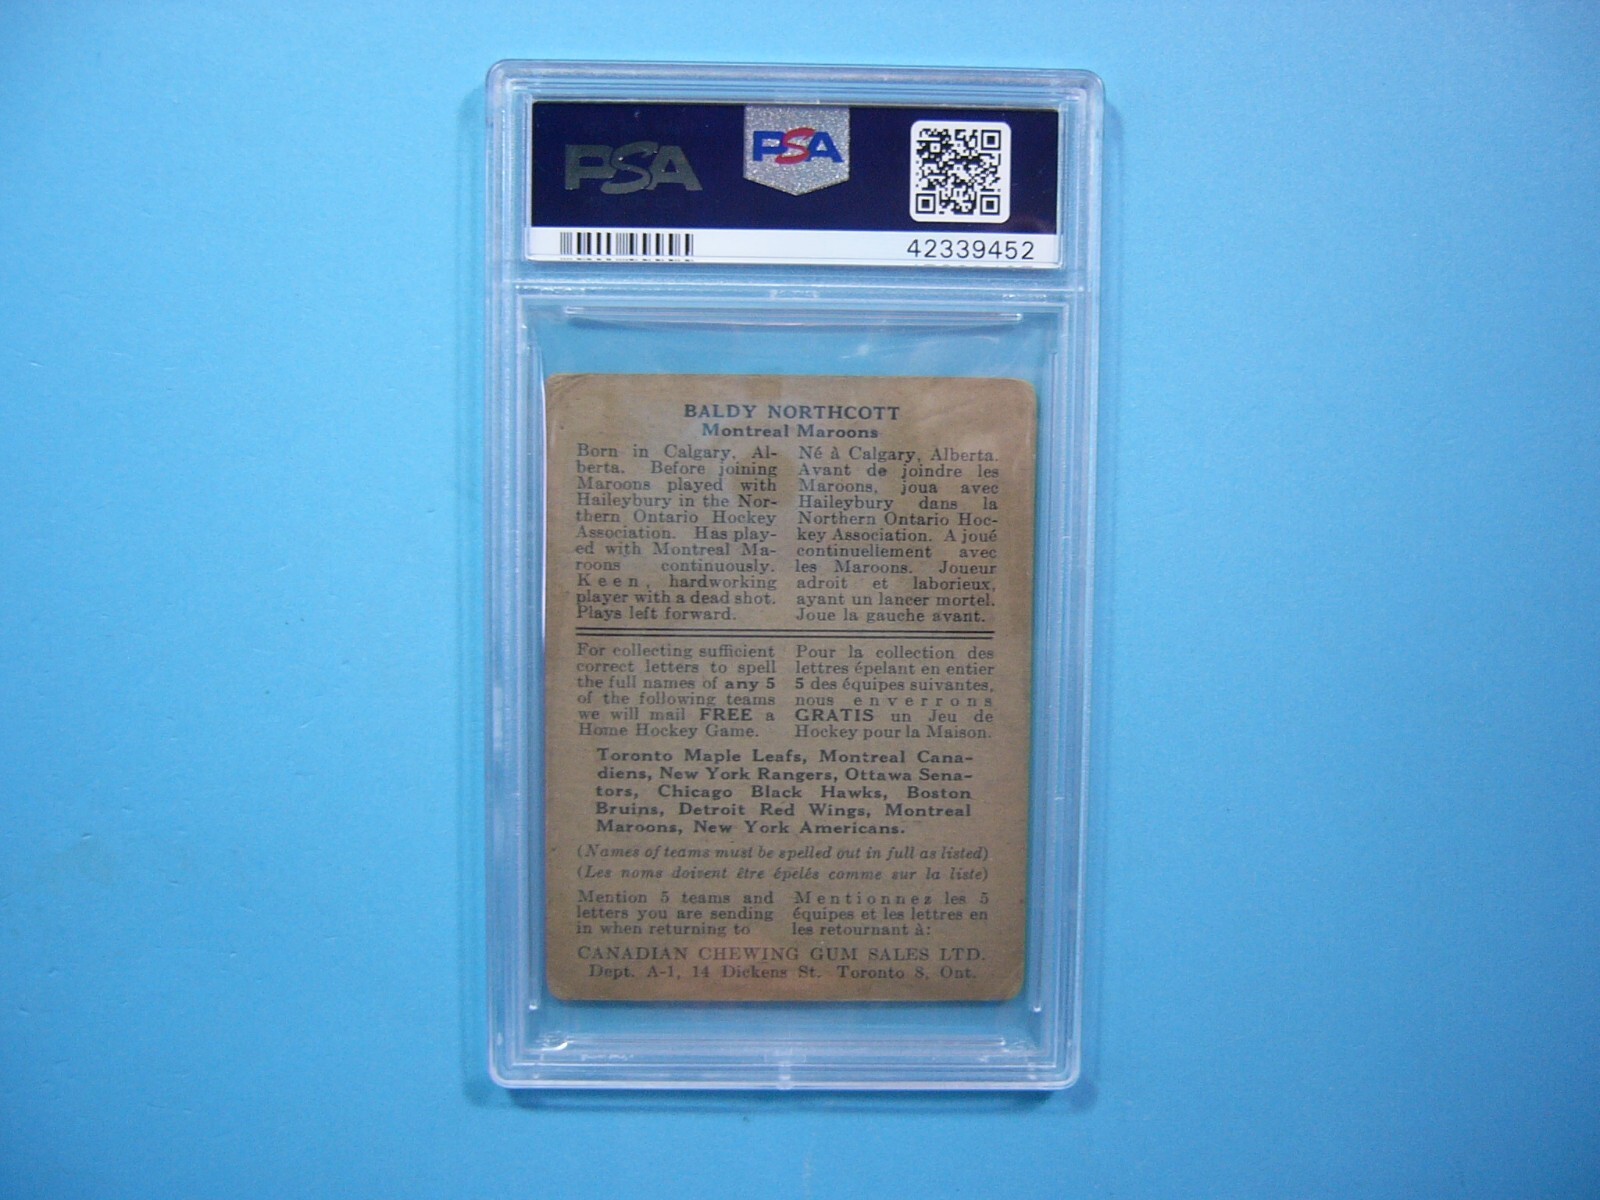 PSA
PSA
42339452
BALDY NORTHCOTT
Montreal Maroons
Born in Calgary, Al-
berta. Before joining
Maroons played with
Haileybury in the Nor-
thern Ontario Hockey
Association. Has play-
ed with Montreal Ma-
roons continuously.
Keen, hardworking
player with a dead shot.
Plays left forward.
Né à Calgary, Alberta.
Avant de joindre les
Maroons, joua avec
Haileybury dans la
Northern Ontario Hoc-
key Association. A joué
continuellement avec
les Maroons. Joueur
adroit et laborieux,
ayant un lancer mortel.
Joue la gauche avant.
For collecting sufficient
correct letters to spell
the full names of any 5
of the following teams
we will mail FREE a
Home Hockey Game.
Pour la collection des
lettres épelant en entier
5 des équipes suivantes,
nous enverrons
GRATIS un Jeu de
Hockey pour la Maison.
Toronto Maple Leafs, Montreal Cana-
diens, New York Rangers, Ottawa Sena-
tors, Chicago Black Hawks, Boston
Bruins, Detroit Red Wings, Montreal
Maroons, New York Americans.
(Names of teams must be spelled out in full as listed)
(Les noms doivent être épelés comme sur la liste)
Mention 5 teams and
letters you are sending
in when returning to
Mentionnez les 5
équipes et les lettres en
les retournant à:
CANADIAN CHEWING GUM SALES LTD.
Dept. A-1, 14 Dickens St. Toronto 8, Ont.